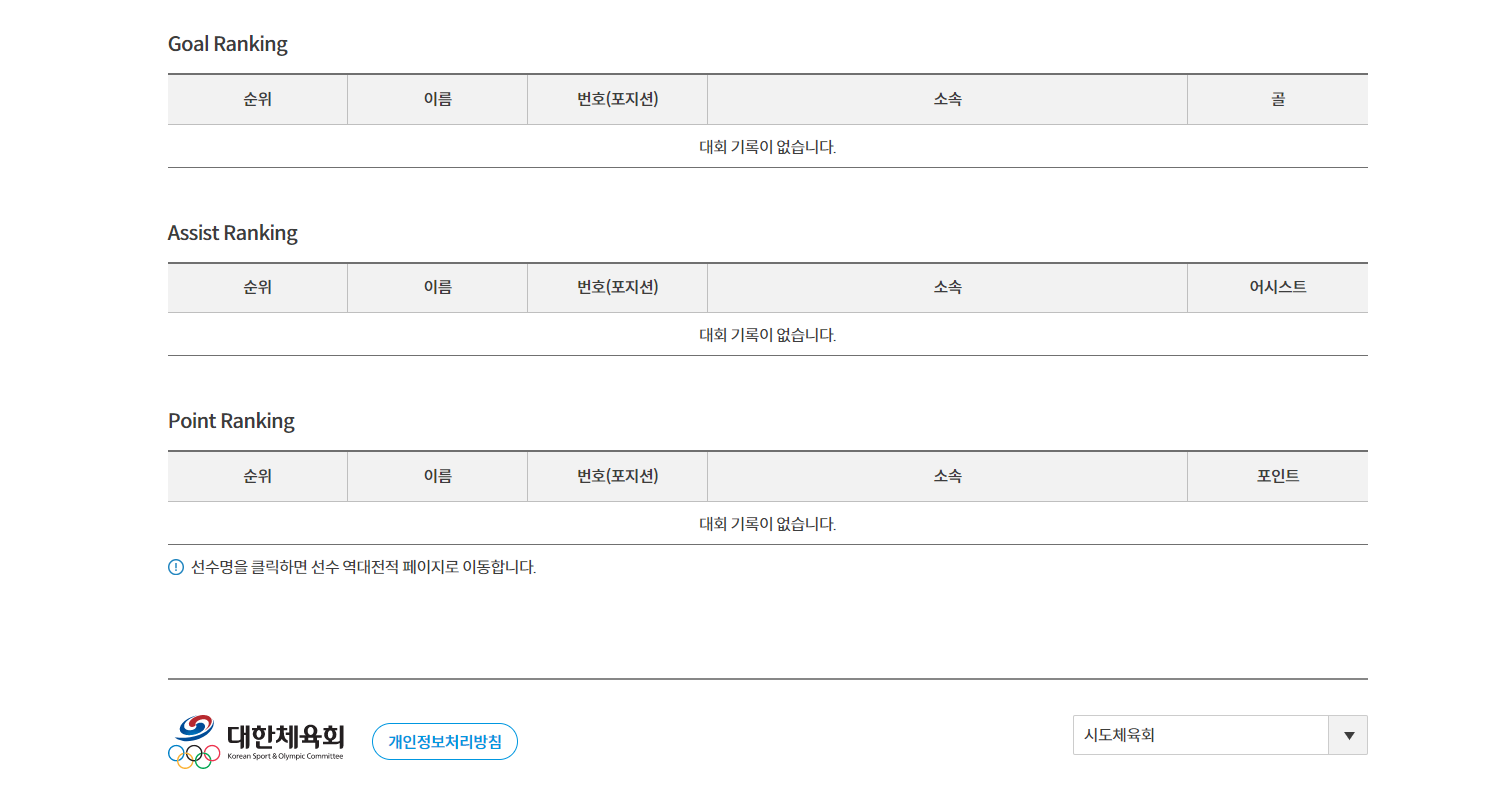 Goal Ranking
순위 이름 번호(포지션) 소속 골
대회 기록이 없습니다.
Assist Ranking
순위 이름 번호(포지션) 소속 어시스트
대회 기록이 없습니다.
Point Ranking
순위 이름 번호(포지션) 소속 포인트
대회 기록이 없습니다.
선수명을 클릭하면 선수 역대전적 페이지로 이동합니다.
대한체육회
Korean Sport & Olympic Committee
개인정보처리방침
시도체육회